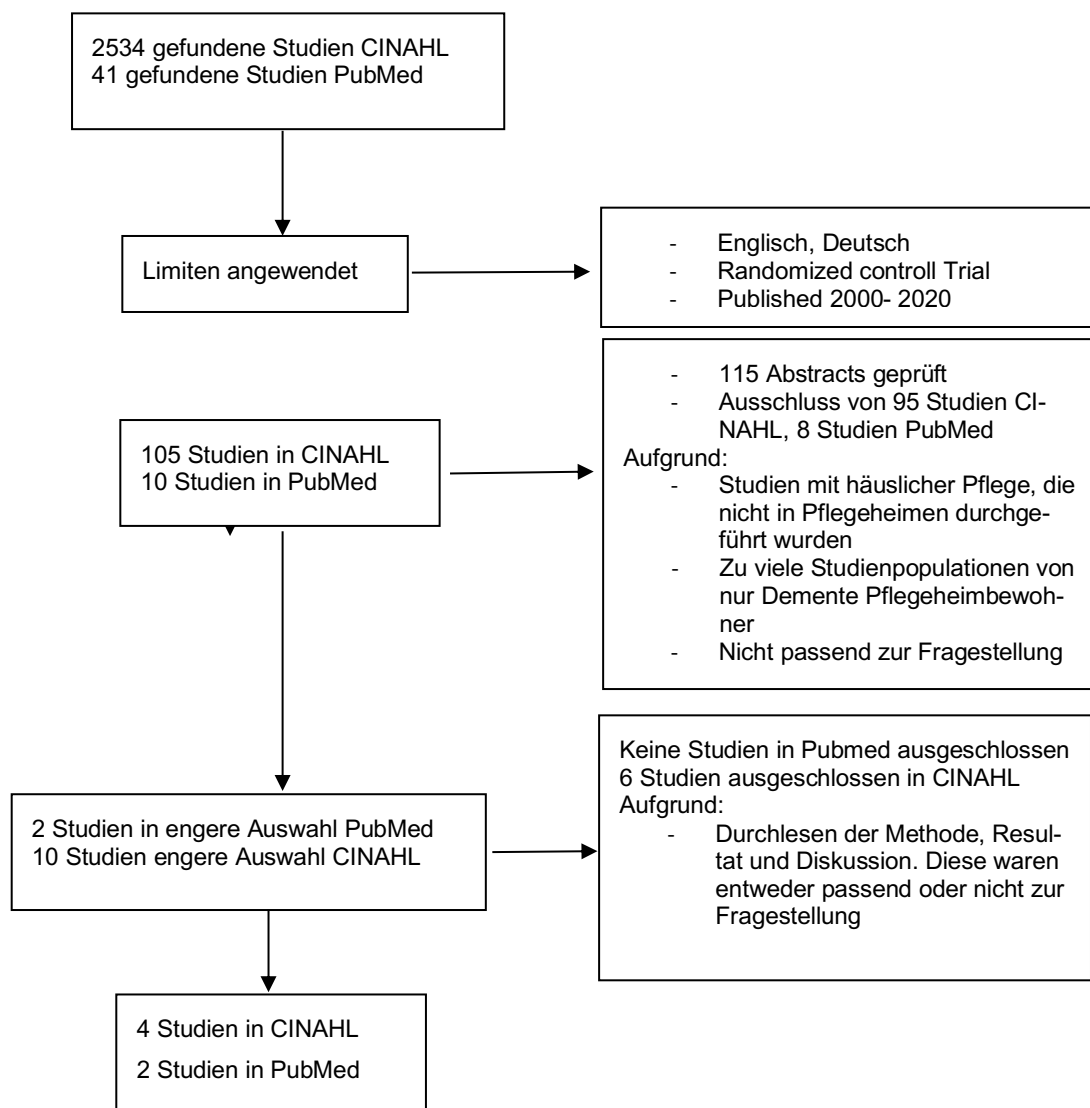 2534 gefundene Studien CINAHL
41 gefundene Studien PubMed
Limiten angewendet
- Englisch, Deutsch
- Randomized controll Trial
- Published 2000- 2020
105 Studien in CINAHL
10 Studien in PubMed
- 115 Abstracts geprüft
- Ausschluss von 95 Studien CI-
NAHL, 8 Studien PubMed
Aufgrund:
- Studien mit häuslicher Pflege, die
nicht in Pflegeheimen durchge-
führt wurden
- Zu viele Studienpopulationen von
nur Demente Pflegeheimbewoh-
ner
- Nicht passend zur Fragestellung
2 Studien in engere Auswahl PubMed
10 Studien engere Auswahl CINAHL
Keine Studien in Pubmed ausgeschlossen
6 Studien ausgeschlossen in CINAHL
Aufgrund:
- Durchlesen der Methode, Resul-
tat und Diskussion. Diese waren
entweder passend oder nicht zur
Fragestellung
4 Studien in CINAHL
2 Studien in PubMed